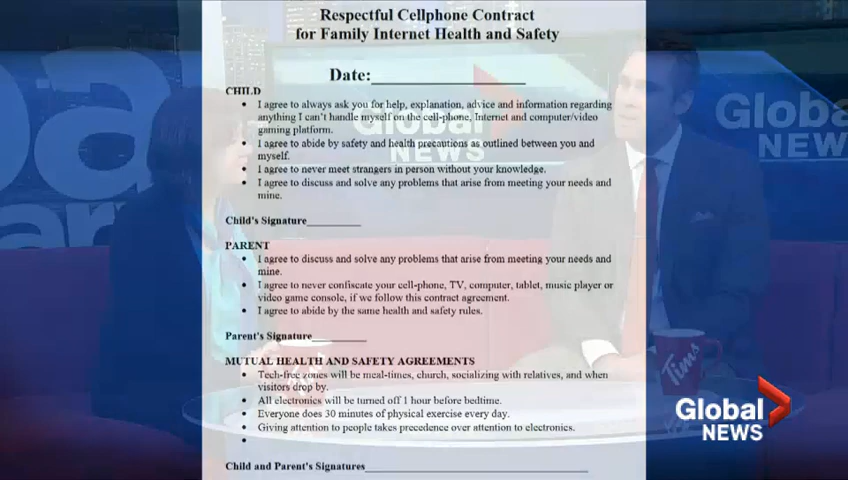 Respectful Cellphone Contract
for Family Internet Health and Safety
Date:____________________
CHILD
• I agree to always ask you for help, explanation, advice and information regarding
anything I can't handle myself on the cell-phone, Internet and computer/video
gaming platform.
• I agree to abide by safety and health precautions as outlined between you and
myself.
• I agree to never meet strangers in person without your knowledge.
• I agree to discuss and solve any problems that arise from meeting your needs and
mine.
Child's Signature__________
PARENT
• I agree to discuss and solve any problems that arise from meeting your needs and
mine.
• I agree to never confiscate your cell-phone, TV, computer, tablet, music player or
video game console, if we follow this contract agreement.
• I agree to abide by the same health and safety rules.
Parent's Signature__________
MUTUAL HEALTH AND SAFETY AGREEMENTS
• Tech-free zones will be meal-times, church, socializing with relatives, and when
visitors drop by.
• All electronics will be turned off 1 hour before bedtime.
• Everyone does 30 minutes of physical exercise every day.
• Giving attention to people takes precedence over attention to electronics.
•
Child and Parent's Signatures________________________________________
Global
NEWS
Global
NEWS
Tims
Tims
Global
NEWS